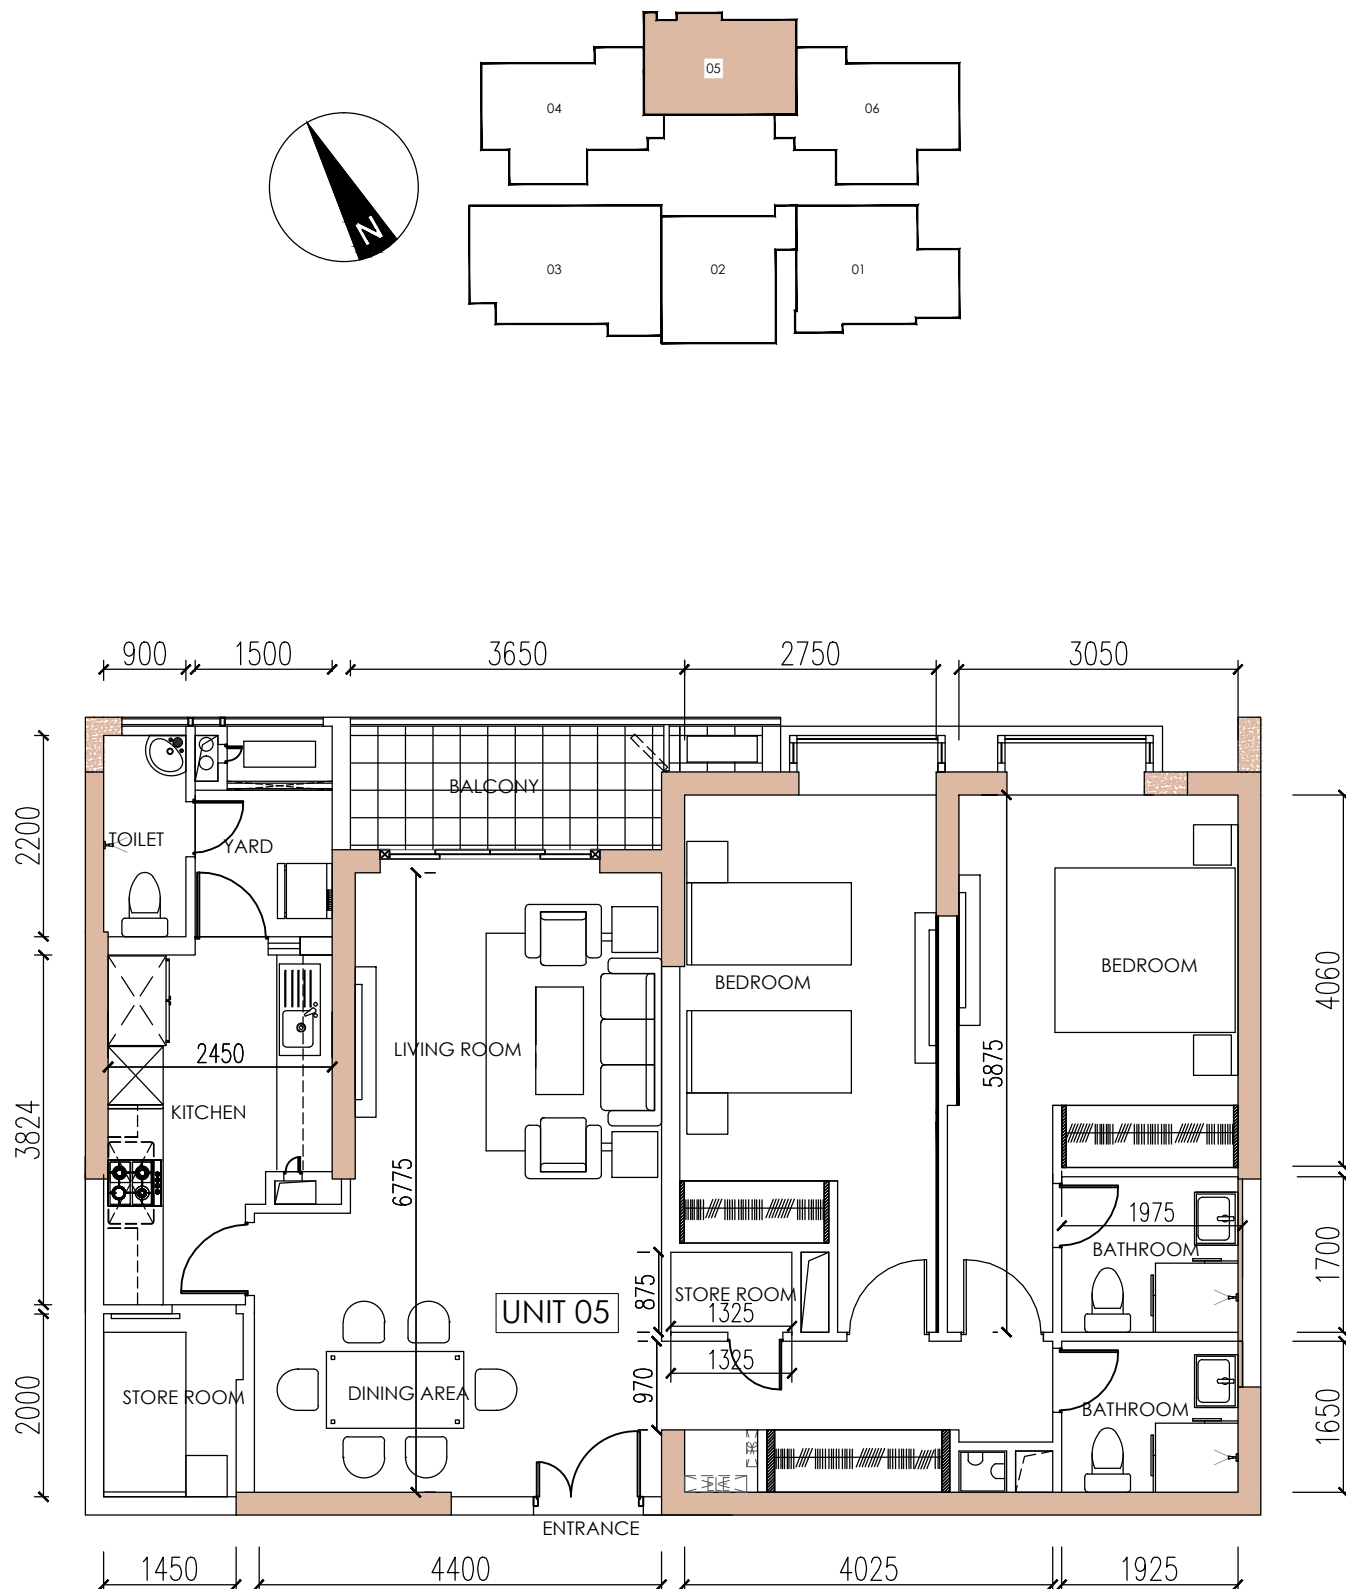 05
04
06
N
03
02
01
900
1500
3650
2750
3050
BALCONY
TOILET
YARD
2200
BEDROOM
BEDROOM
4060
LIVING ROOM
2450
5875
KITCHEN
3824
6775
1975
BATHROOM
1700
875
STORE ROOM
1325
UNIT 05
1325
970
STORE ROOM
DINING AREA
BATHROOM
2000
1650
ENTRANCE
1450
4400
4025
1925